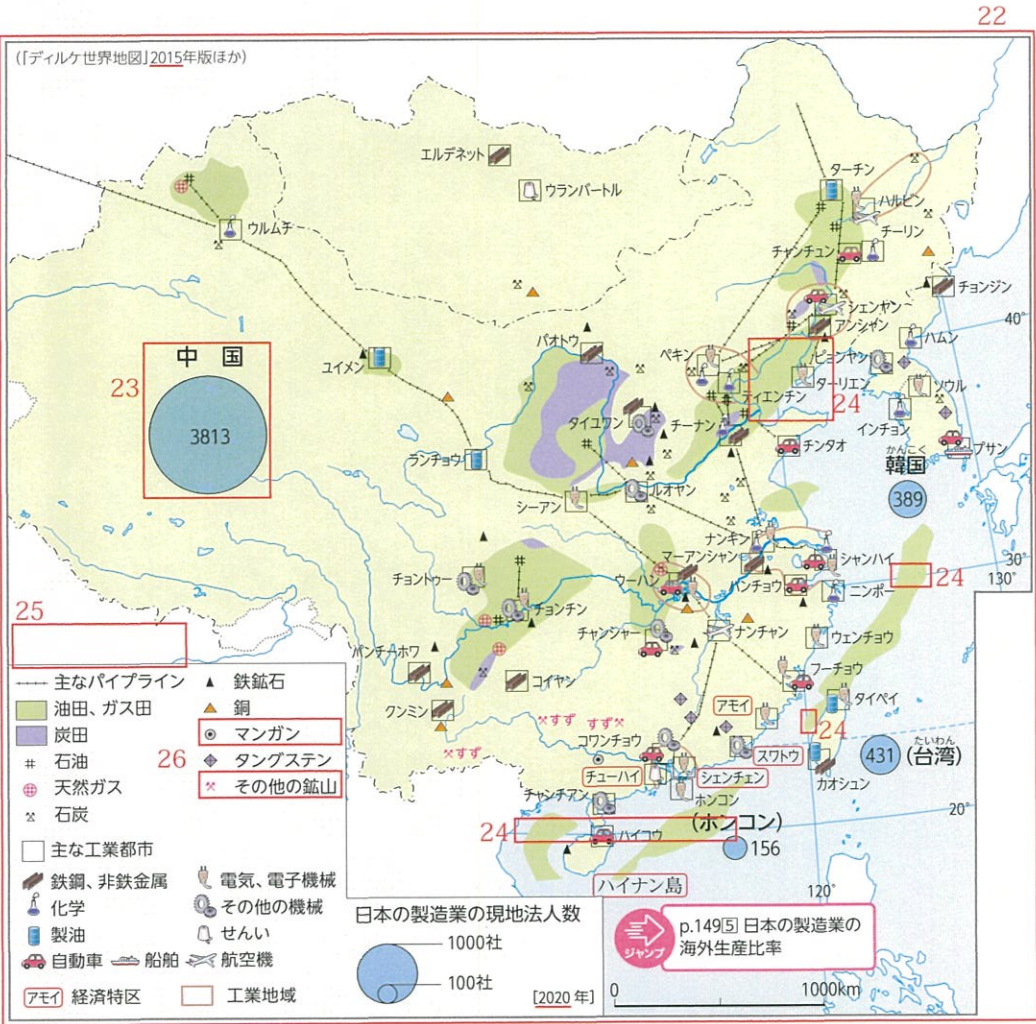 22
(「ディルケ世界地図」2015年版ほか)
エルデネット
ウランバートル
ターチン
ハルビン
チーリン
チャンチュン
ウルムチ
チョンジン
シェンヤン
アンシャン
40°
ハムン
中国
23
3813
ユイメン
パオトウ
ペキン
ピョンヤン
ターリエン
ソウル
ティエンチン
24
インチョン
タイユワン
チーナン
チンタオ
プサン
かんこく
韓国
389
ランチョウ
ルオヤン
シーアン
ナンキン
マーアンシャン
シャンハイ
30°
130°
24
チョントゥー
ウーハン
ハンチョウ
ニンポー
チョンチン
25
チャンシャー
ナンチャン
ウェンチョウ
パンチーホワ
コイヤン
フーチョウ
クンミン
アモイ
タイペイ
24
すず すず
すず
コワンチョウ
スワトウ
たいわん
431 (台湾)
チューハイ
シェンチェン
カオシュン
チャンチアン
ホンコン
20°
(ホンコン)
24
ハイコウ
156
ハイナン島
120°
主なパイプライン
油田、ガス田
炭田
石油
天然ガス
石炭
鉄鉱石
銅
マンガン
26
タングステン
その他の鉱山
主な工業都市
鉄鋼、非鉄金属
化学
製油
自動車 船舶 航空機
電気、電子機械
その他の機械
せんい
アモイ 経済特区 工業地域
日本の製造業の現地法人数
1000社
100社
[2020年]
ジャンプ
p.149⑤ 日本の製造業の
海外生産比率
0 1000km